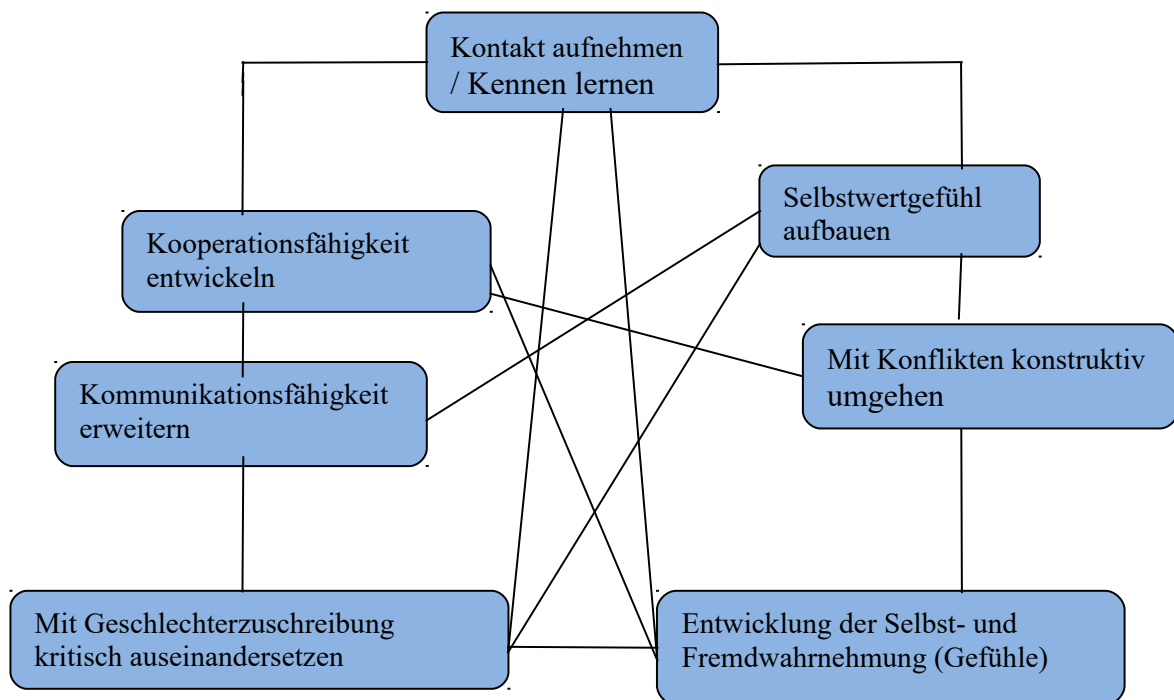 Kontakt aufnehmen
/ Kennen lernen
Selbstwertgefühl
aufbauen
Kooperationsfähigkeit
entwickeln
Mit Konflikten konstruktiv
umgehen
Kommunikationsfähigkeit
erweitern
Mit Geschlechterzuschreibung
kritisch auseinandersetzen
Entwicklung der Selbst- und
Fremdwahrnehmung (Gefühle)